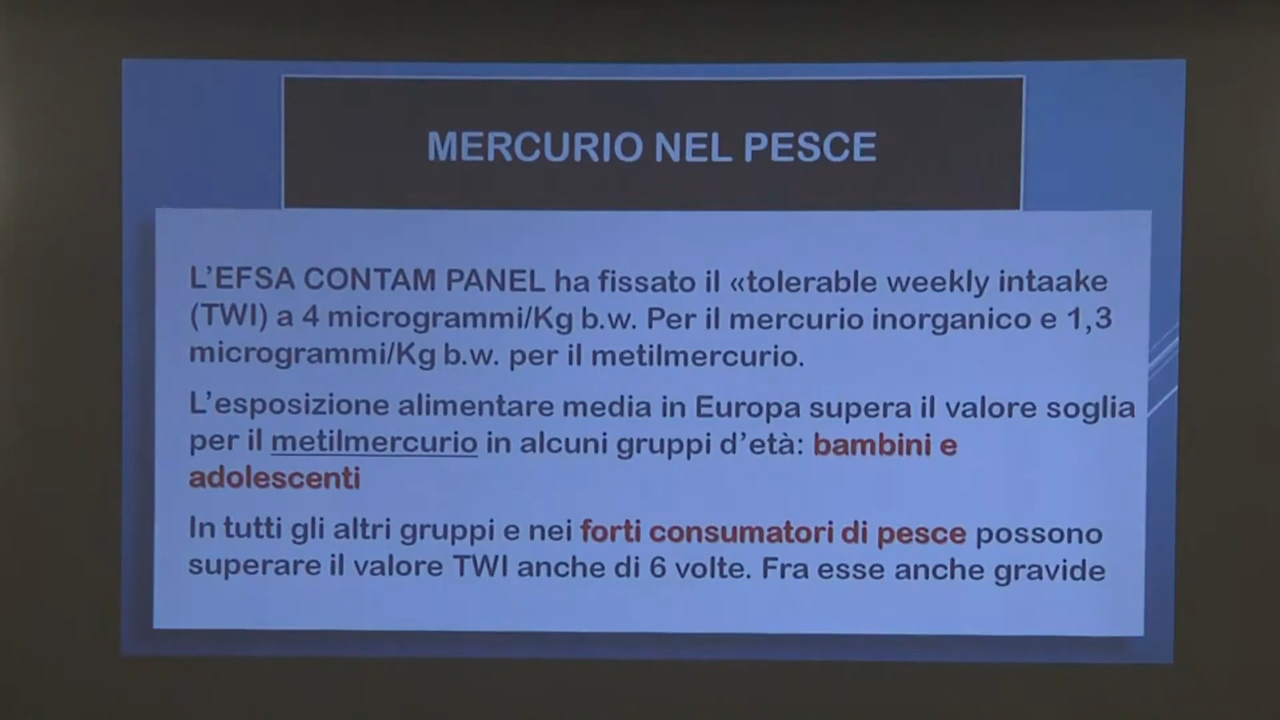 MERCURIO NEL PESCE
L’EFSA CONTAM PANEL ha fissato il «tolerable weekly intaake
(TWI) a 4 microgrammi/Kg b.w. Per il mercurio inorganico e 1,3
microgrammi/Kg b.w. per il metilmercurio.
L’esposizione alimentare media in Europa supera il valore soglia
per il metilmercurio in alcuni gruppi d’età: bambini e
adolescenti
In tutti gli altri gruppi e nei forti consumatori di pesce possono
superare il valore TWI anche di 6 volte. Fra esse anche gravide